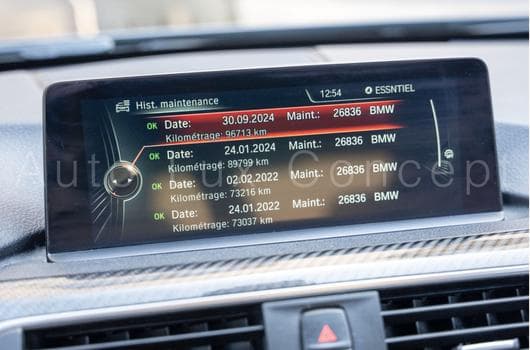 12:54 ESSNTIEL
Hist. maintenance
OK Date: 30.09.2024 Maint.: 26836 BMW
Kilométrage: 96713 km
OK Date: 24.01.2024 Maint.: 26836 BMW
Kilométrage: 89799 km
OK Date: 02.02.2022 Maint.: 26836 BMW
Kilométrage: 73216 km
OK Date: 24.01.2022 Maint.: 26836 BMW
Kilométrage: 73037 km